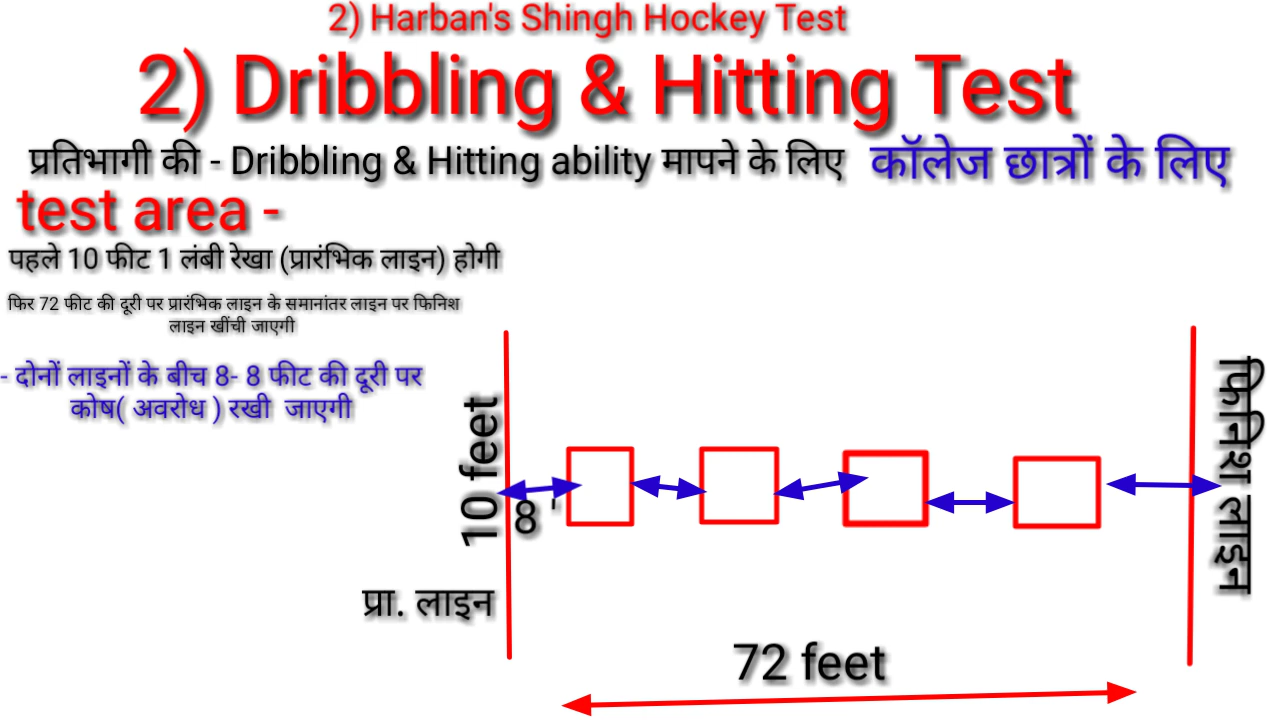 2) Harban's Shingh Hockey Test
2) Dribbling & Hitting Test
प्रतिभागी की - Dribbling & Hitting ability मापने के लिए कॉलेज छात्रों के लिए
test area -
पहले 10 फीट 1 लंबी रेखा (प्रारंभिक लाइन) होगी
फिर 72 फीट की दूरी पर प्रारंभिक लाइन के समानांतर लाइन पर फिनिश
लाइन खींची जाएगी
- दोनों लाइनों के बीच 8- 8 फीट की दूरी पर
कोष( अवरोध ) रखी जाएगी
10 feet
8 '
फिनिश लाइन
प्रा. लाइन
72 feet